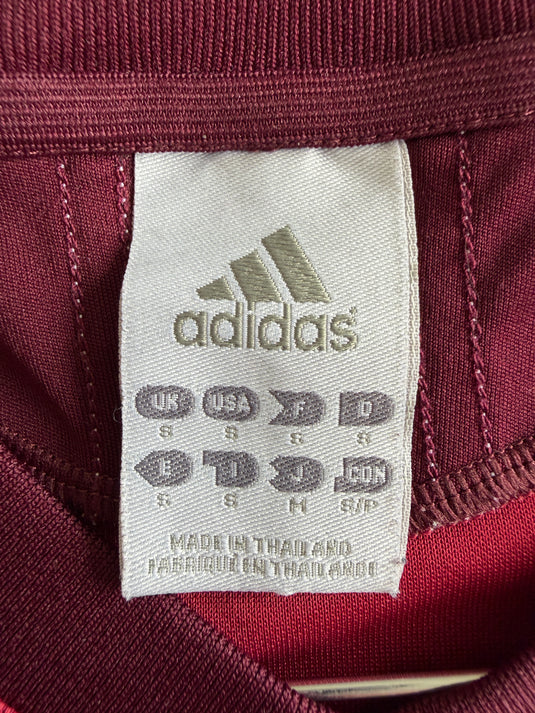 adidas
UK USA F D
S S S S
E I J CDN
S S M S/P
MADE IN THAILAND
FABRIQUE EN THAILANDE